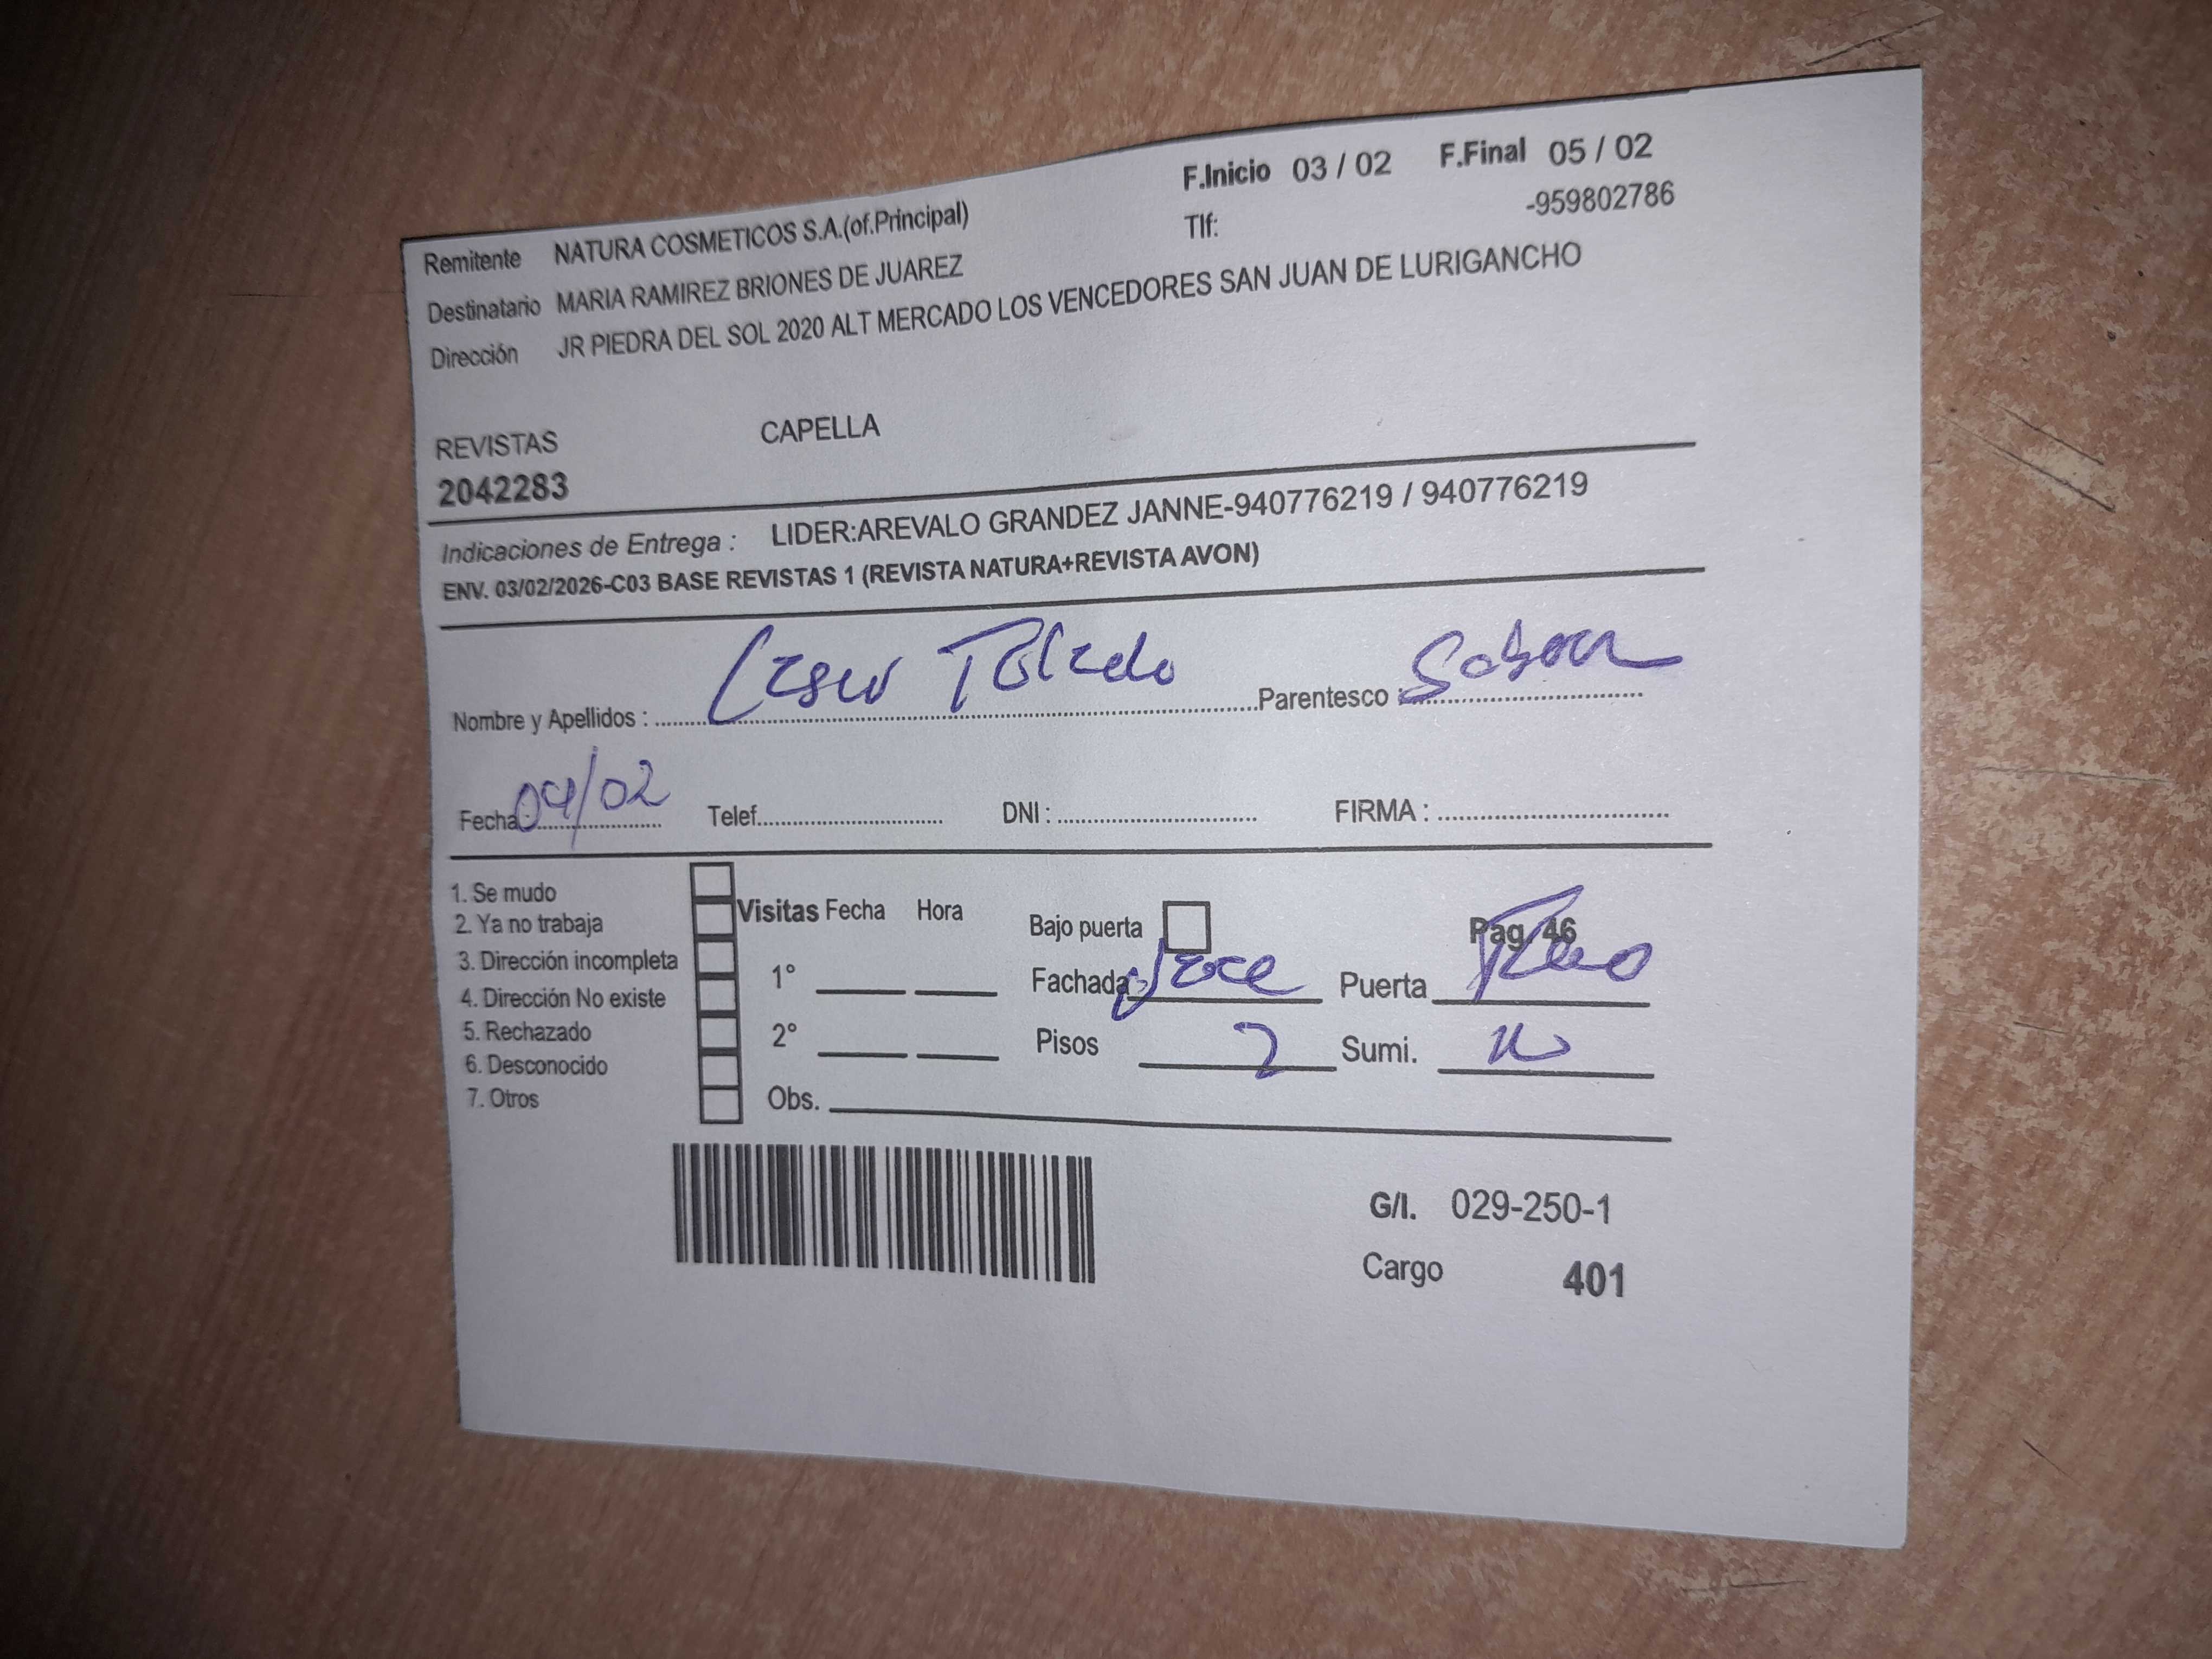 F.Inicio 03 / 02 F.Final 05 / 02
Remitente NATURA COSMETICOS S.A.(of.Principal) Tlf: -959802786
Destinatario MARIA RAMIREZ BRIONES DE JUAREZ
Dirección JR PIEDRA DEL SOL 2020 ALT MERCADO LOS VENCEDORES SAN JUAN DE LURIGANCHO
REVISTAS CAPELLA
2042283
Indicaciones de Entrega : LIDER:AREVALO GRANDEZ JANNE-940776219 / 940776219
ENV. 03/02/2026-C03 BASE REVISTAS 1 (REVISTA NATURA+REVISTA AVON)
Nombre y Apellidos : Toledo Parentesco :
Fecha : 04/02 Telef. DNI : FIRMA :
1. Se mudo
2. Ya no trabaja
3. Dirección incompleta
4. Dirección No existe
5. Rechazado
6. Desconocido
7. Otros
Visitas Fecha Hora
1°
2°
Obs.
Bajo puerta Pag 46
Fachada Puerta
Pisos 2 Sumi.
G/I. 029-250-1
Cargo 401